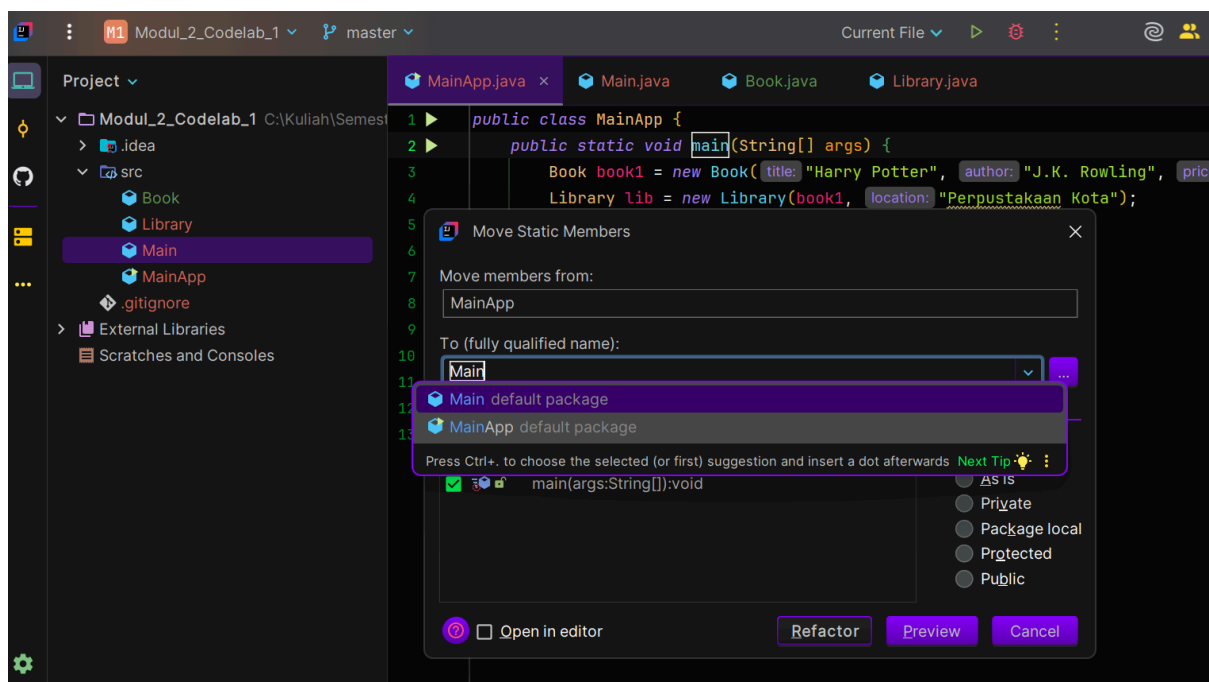 M1 Modul_2_Codelab_1 master Current File
Project
MainApp.java × Main.java Book.java Library.java
Modul_2_Codelab_1 C:\Kuliah\Semest
.idea
src
Book
Library
Main
MainApp
.gitignore
External Libraries
Scratches and Consoles
1 public class MainApp {
2 public static void main(String[] args) {
3 Book book1 = new Book( title: "Harry Potter", author: "J.K. Rowling", pric
4 Library lib = new Library(book1, location: "Perpustakaan Kota");
5
6
7
8
9
10
11
12
13
Move Static Members
Move members from:
MainApp
To (fully qualified name):
Main
...
Main default package
MainApp default package
Press Ctrl+. to choose the selected (or first) suggestion and insert a dot afterwards Next Tip
main(args:String[]):void
As is
Private
Package local
Protected
Public
? Open in editor Refactor Preview Cancel